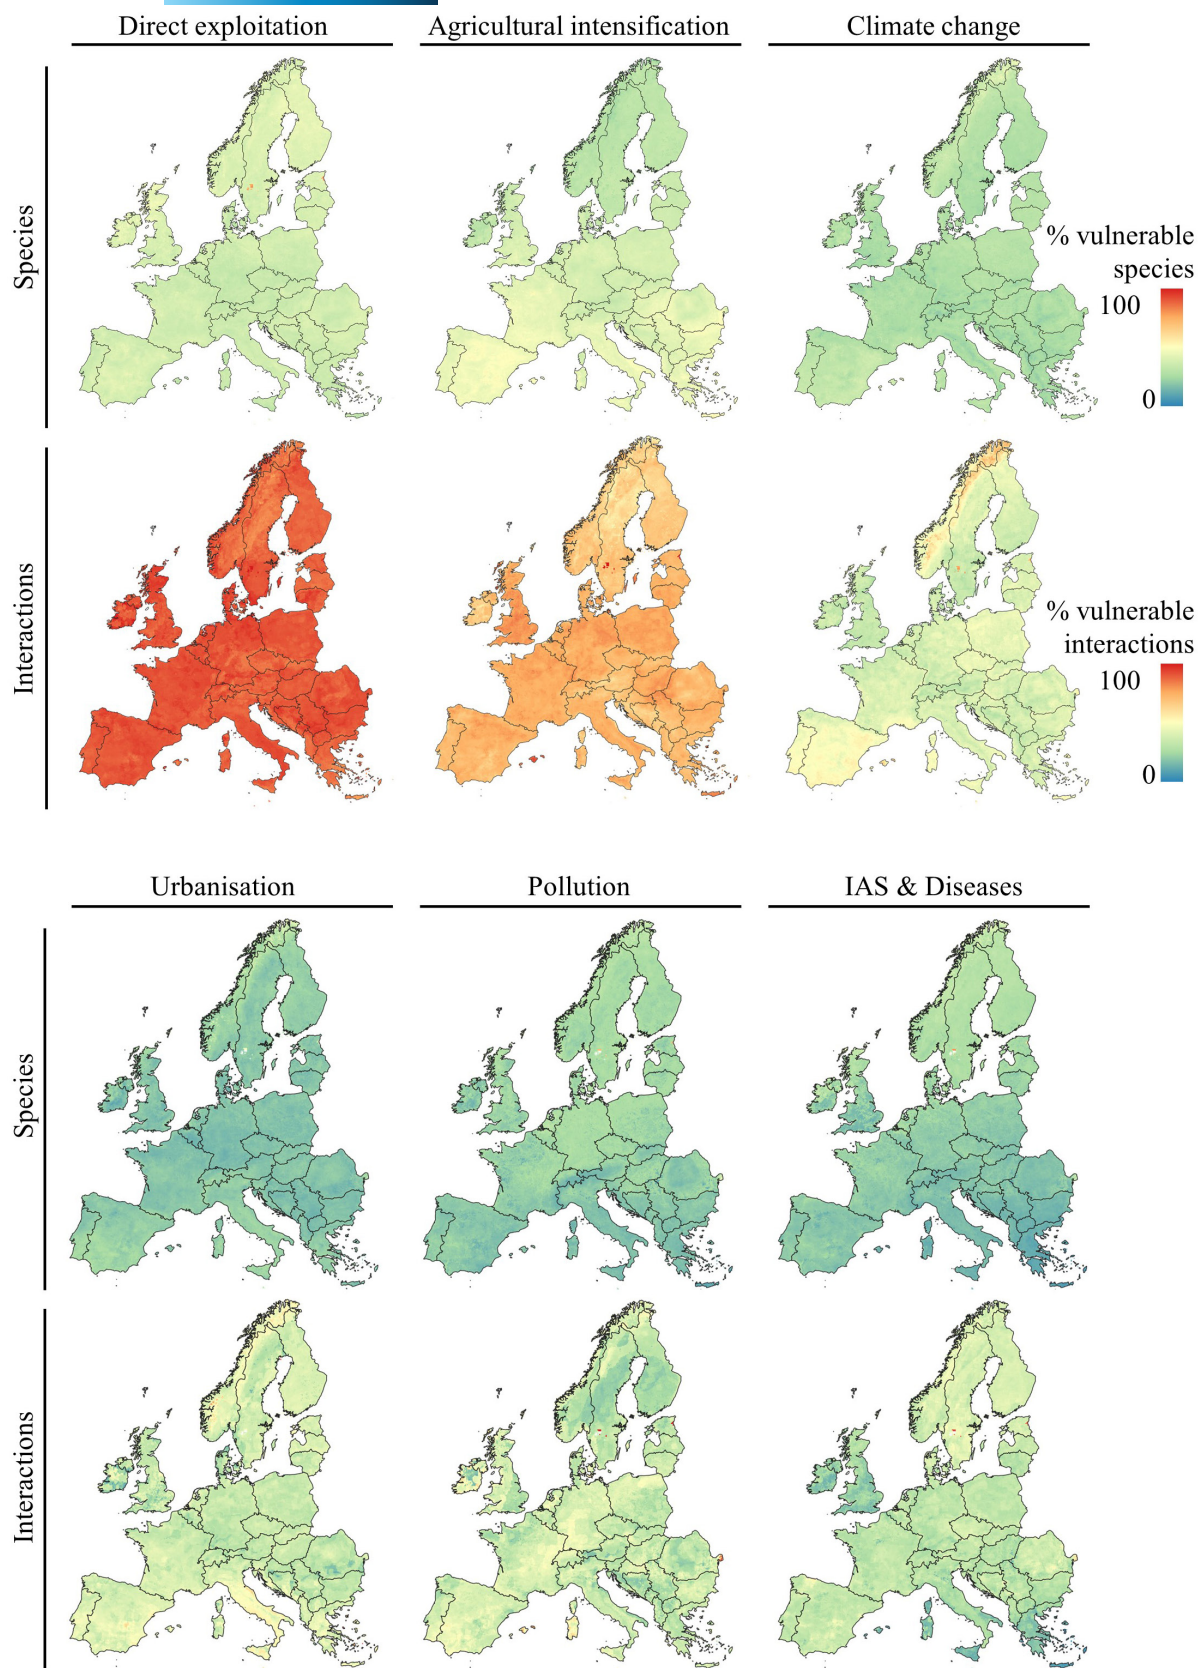 Direct exploitation
Agricultural intensification
Climate change
Species
% vulnerable
species
100
0
Interactions
% vulnerable
interactions
100
0
Urbanisation
Pollution
IAS & Diseases
Species
Interactions